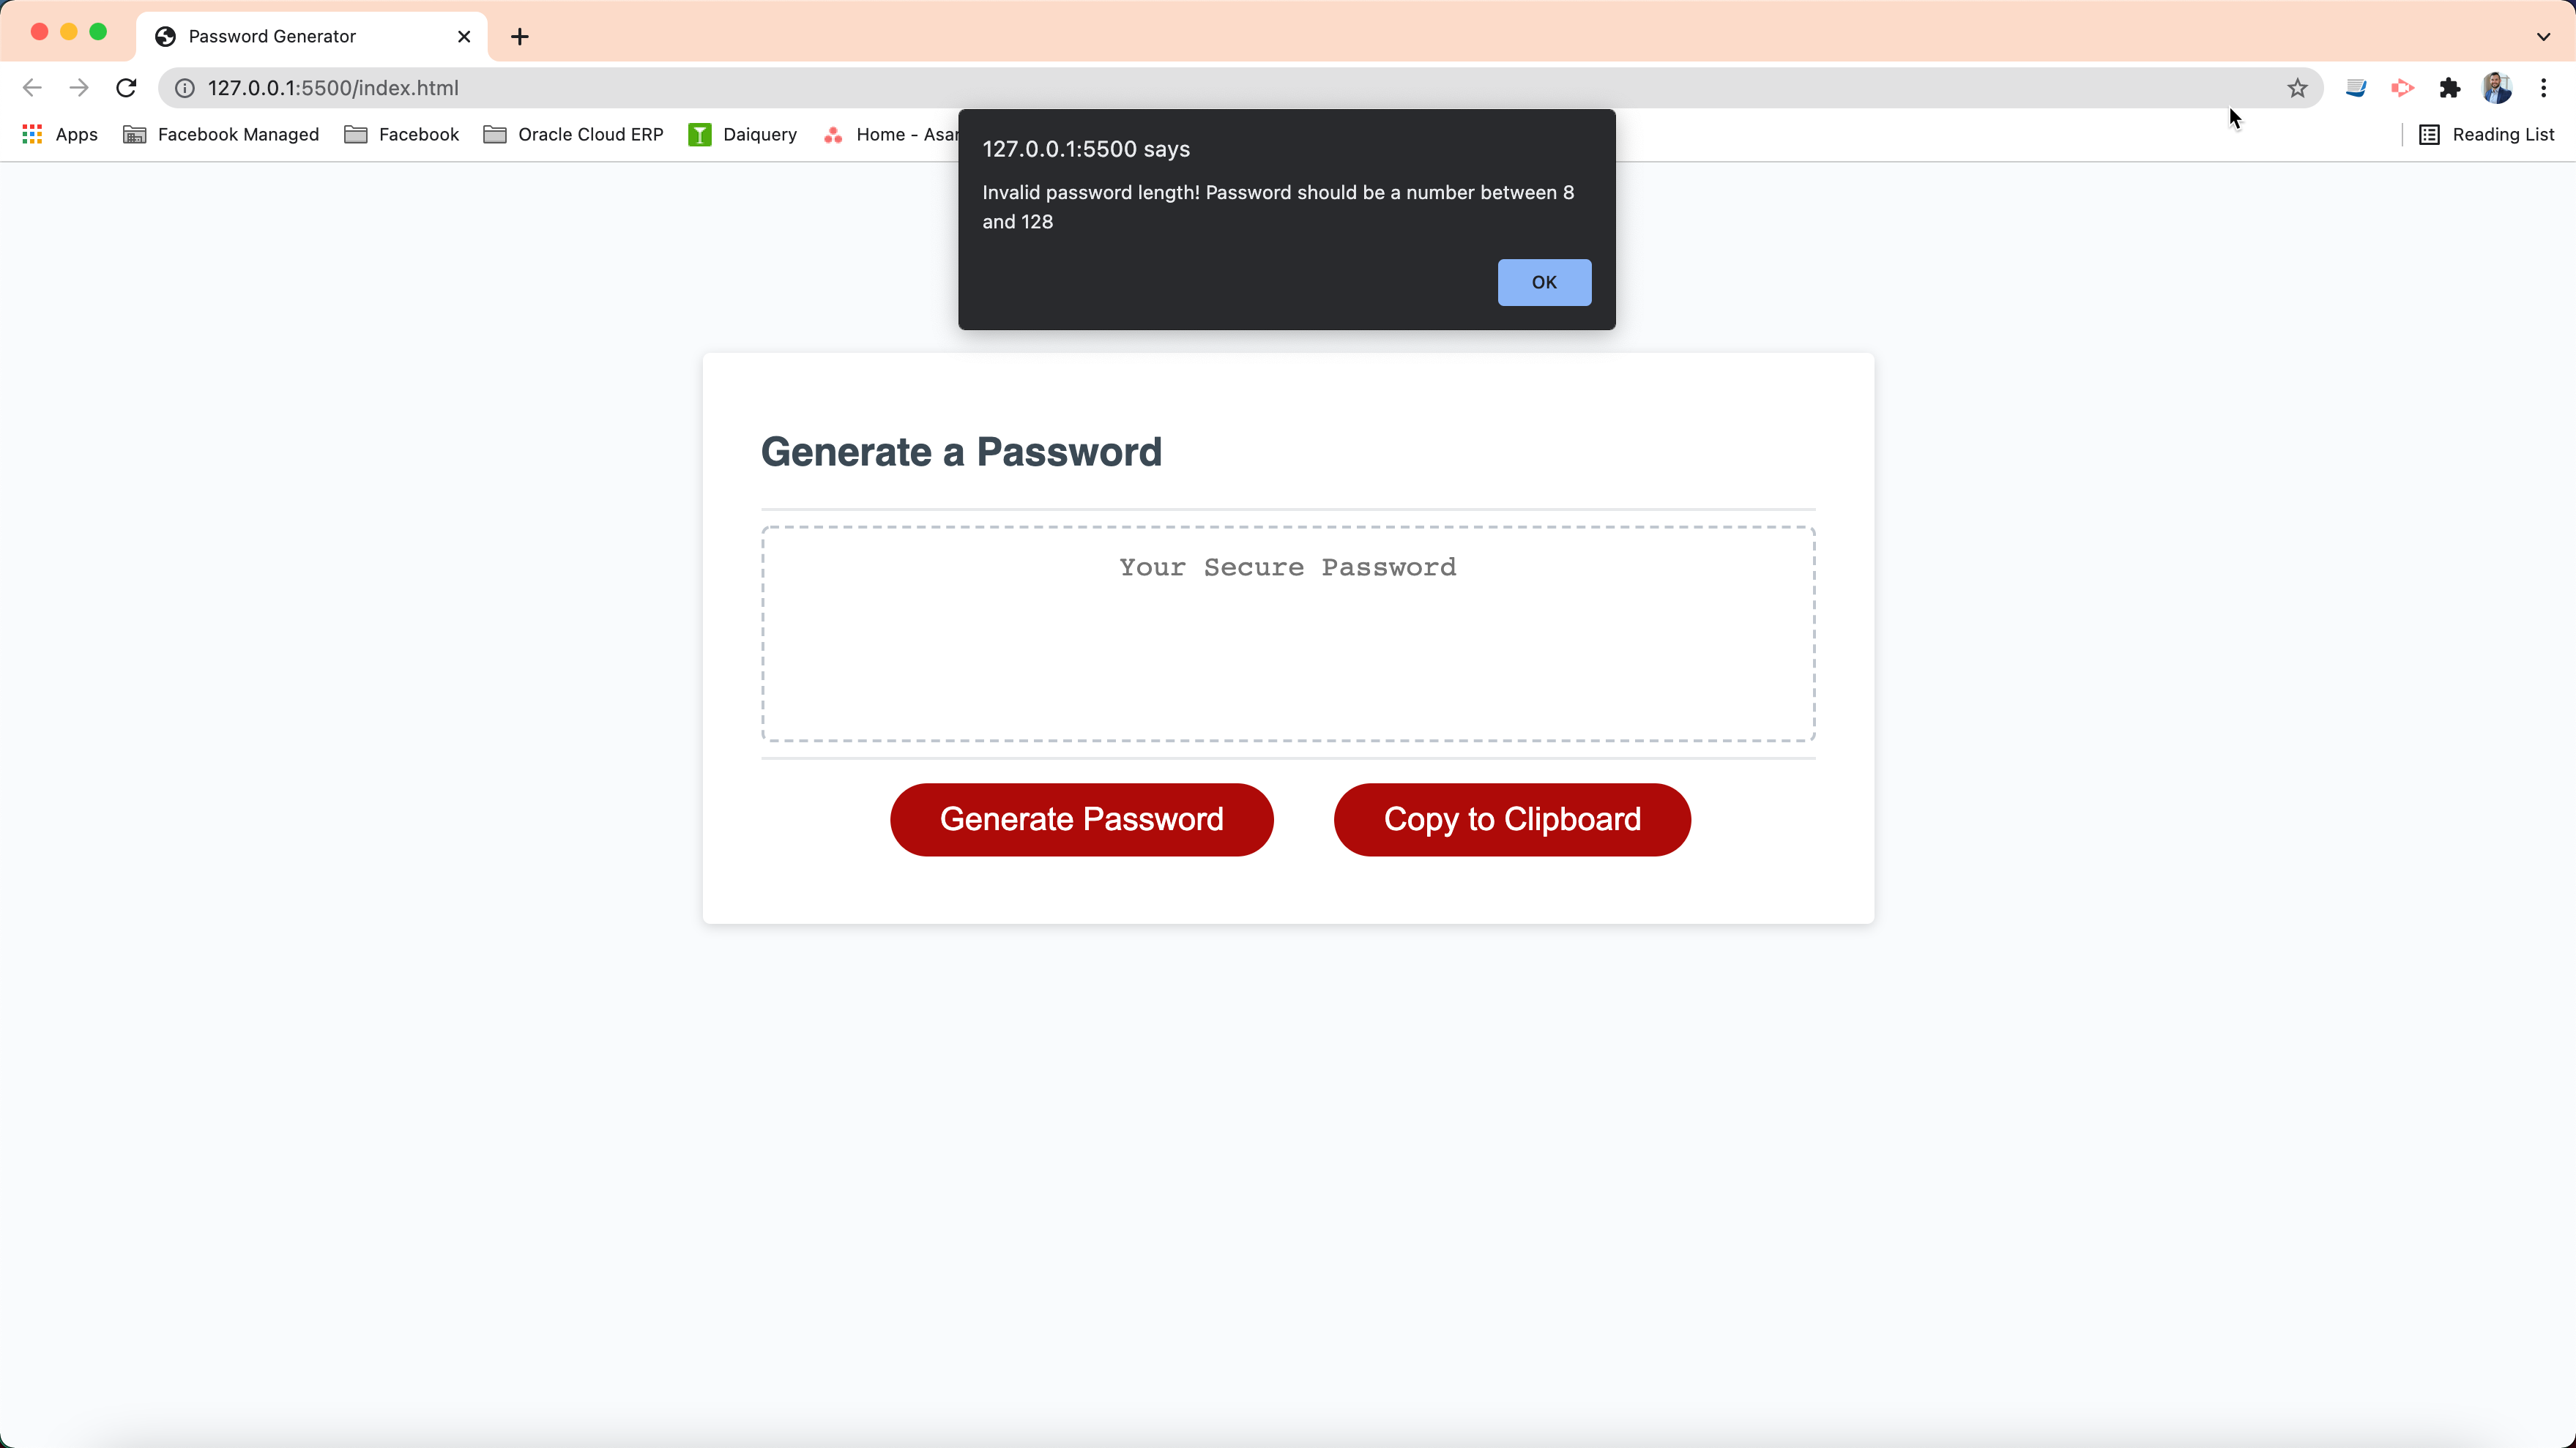 Password Generator
127.0.0.1:5500/index.html
Apps
Facebook Managed
Facebook
Oracle Cloud ERP
Daiquery
Home - Asan
Reading List
127.0.0.1:5500 says
Invalid password length! Password should be a number between 8
and 128
OK
Generate a Password
Your Secure Password
Generate Password
Copy to Clipboard